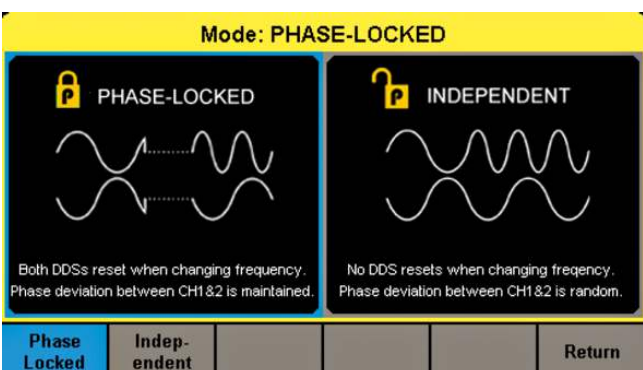 Mode: PHASE-LOCKED
P PHASE-LOCKED
Both DDSs reset when changing frequency.
Phase deviation between CH1&2 is maintained.
P INDEPENDENT
No DDS resets when changing freqency.
Phase deviation between CH1&2 is random.
Phase
Locked
Indep-
endent
Return